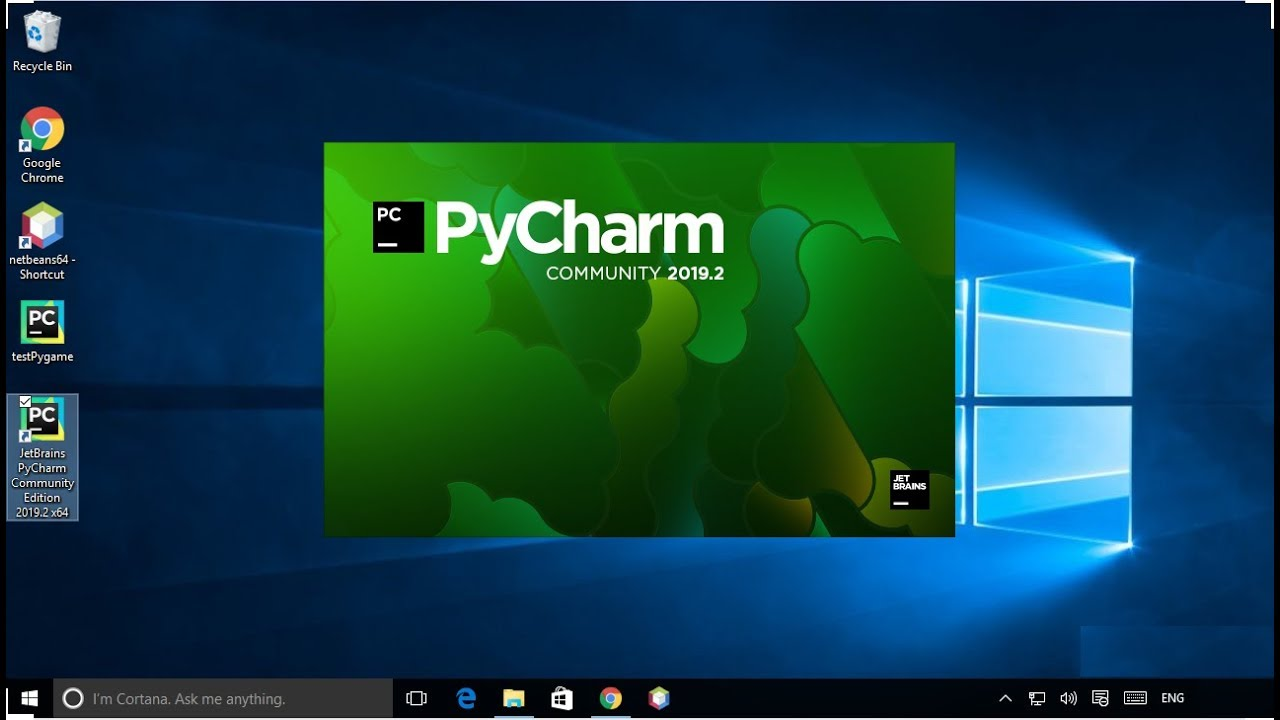 Recycle Bin
Google
Chrome
netbeans64 -
Shortcut
PC
testPygame
PC
JetBrains
PyCharm
Community
Edition
2019.2 x64
PC
PyCharm
COMMUNITY 2019.2
JET
BRAINS
I'm Cortana. Ask me anything.
ENG